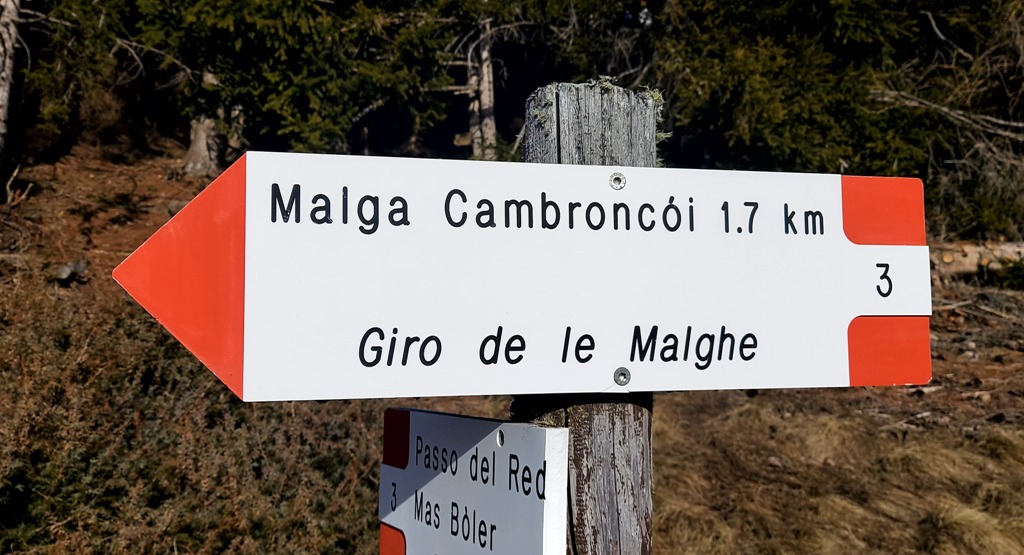 Malga Cambroncói 1.7 km
3
Giro de le Malghe
Passo del Red
3
Mas Bòler